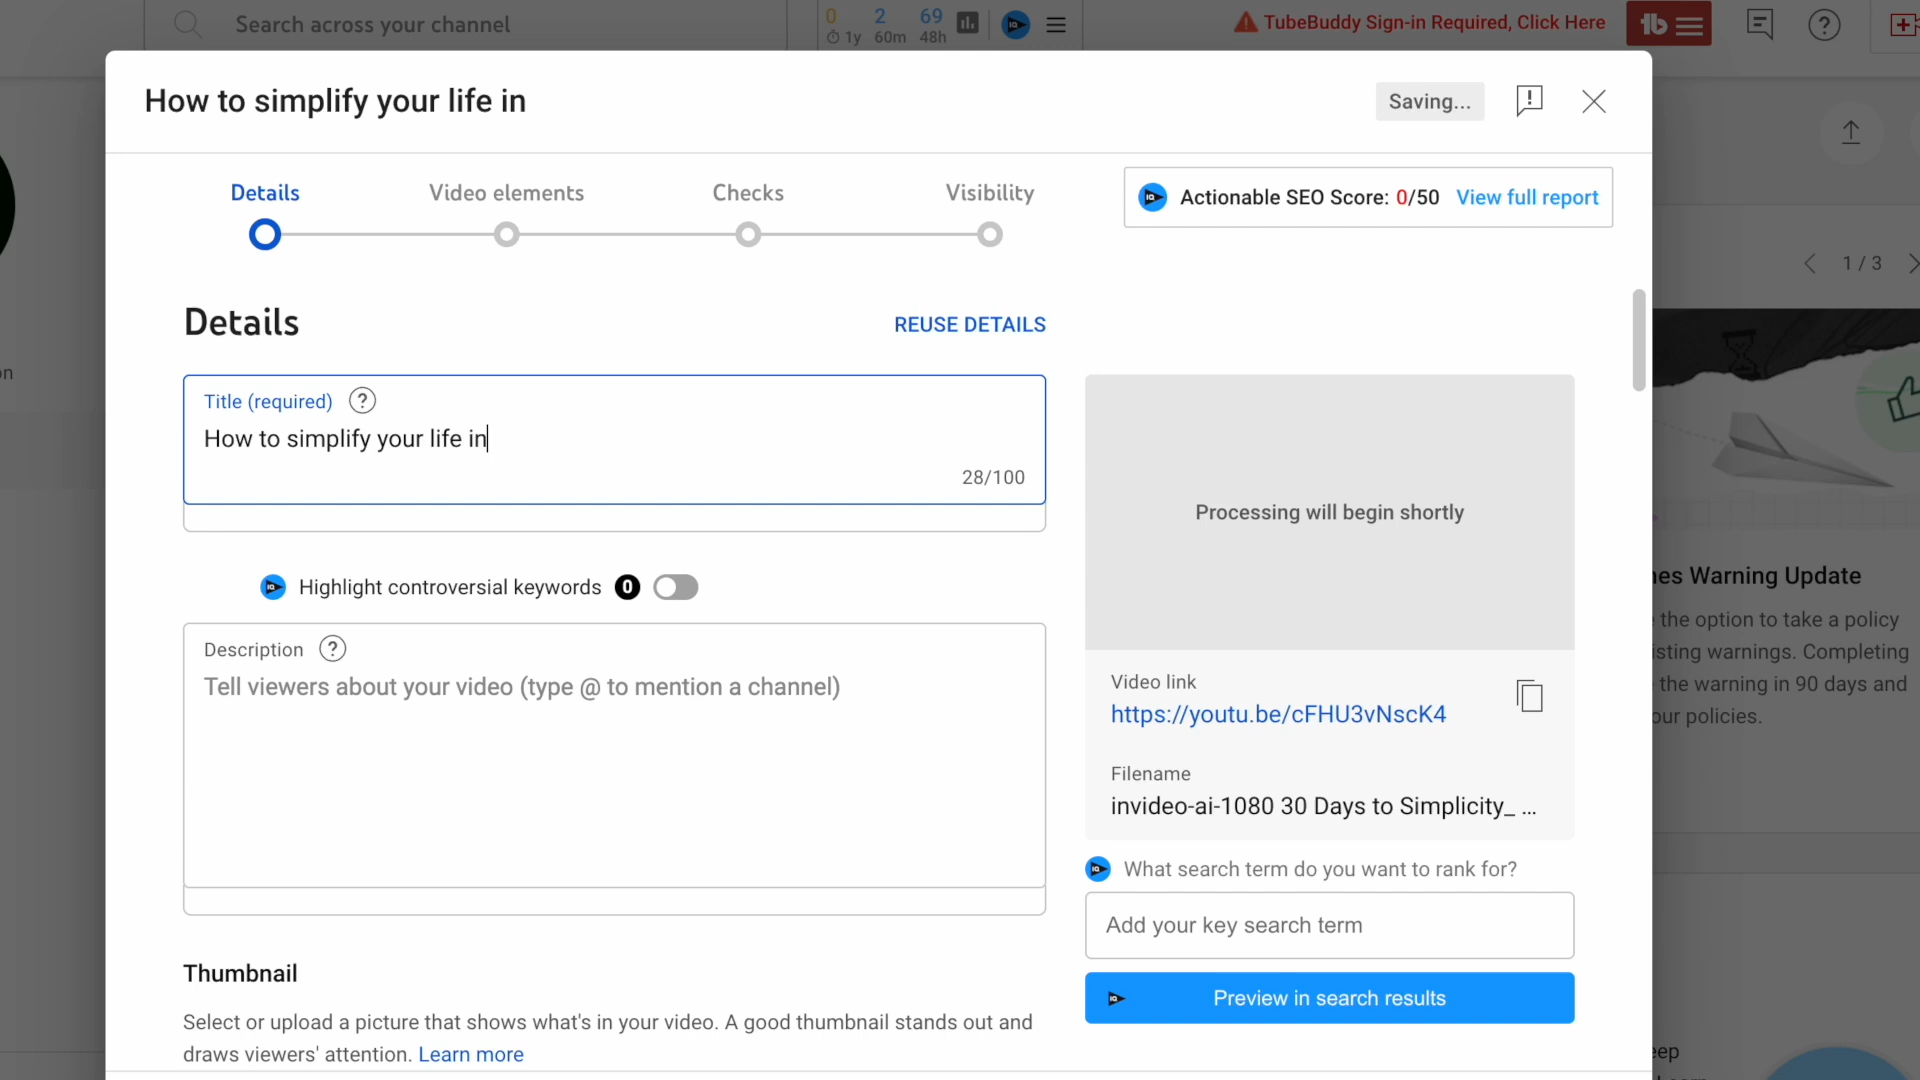 Search across your channel
0 2 69
1y 60m 48h
TubeBuddy Sign-in Required, Click Here
How to simplify your life in
Saving...
Details Video elements Checks Visibility
Actionable SEO Score: 0/50 View full report
1 / 3
Details
REUSE DETAILS
Title (required)
How to simplify your life in
28/100
Processing will begin shortly
Highlight controversial keywords 0
Warning Update
the option to take a policy
warnings. Completing
the warning in 90 days and
policies.
Description
Tell viewers about your video (type @ to mention a channel)
Video link
https://youtu.be/cFHU3vNscK4
Filename
invideo-ai-1080 30 Days to Simplicity_ ...
What search term do you want to rank for?
Add your key search term
Preview in search results
Thumbnail
Select or upload a picture that shows what's in your video. A good thumbnail stands out and
draws viewers' attention. Learn more